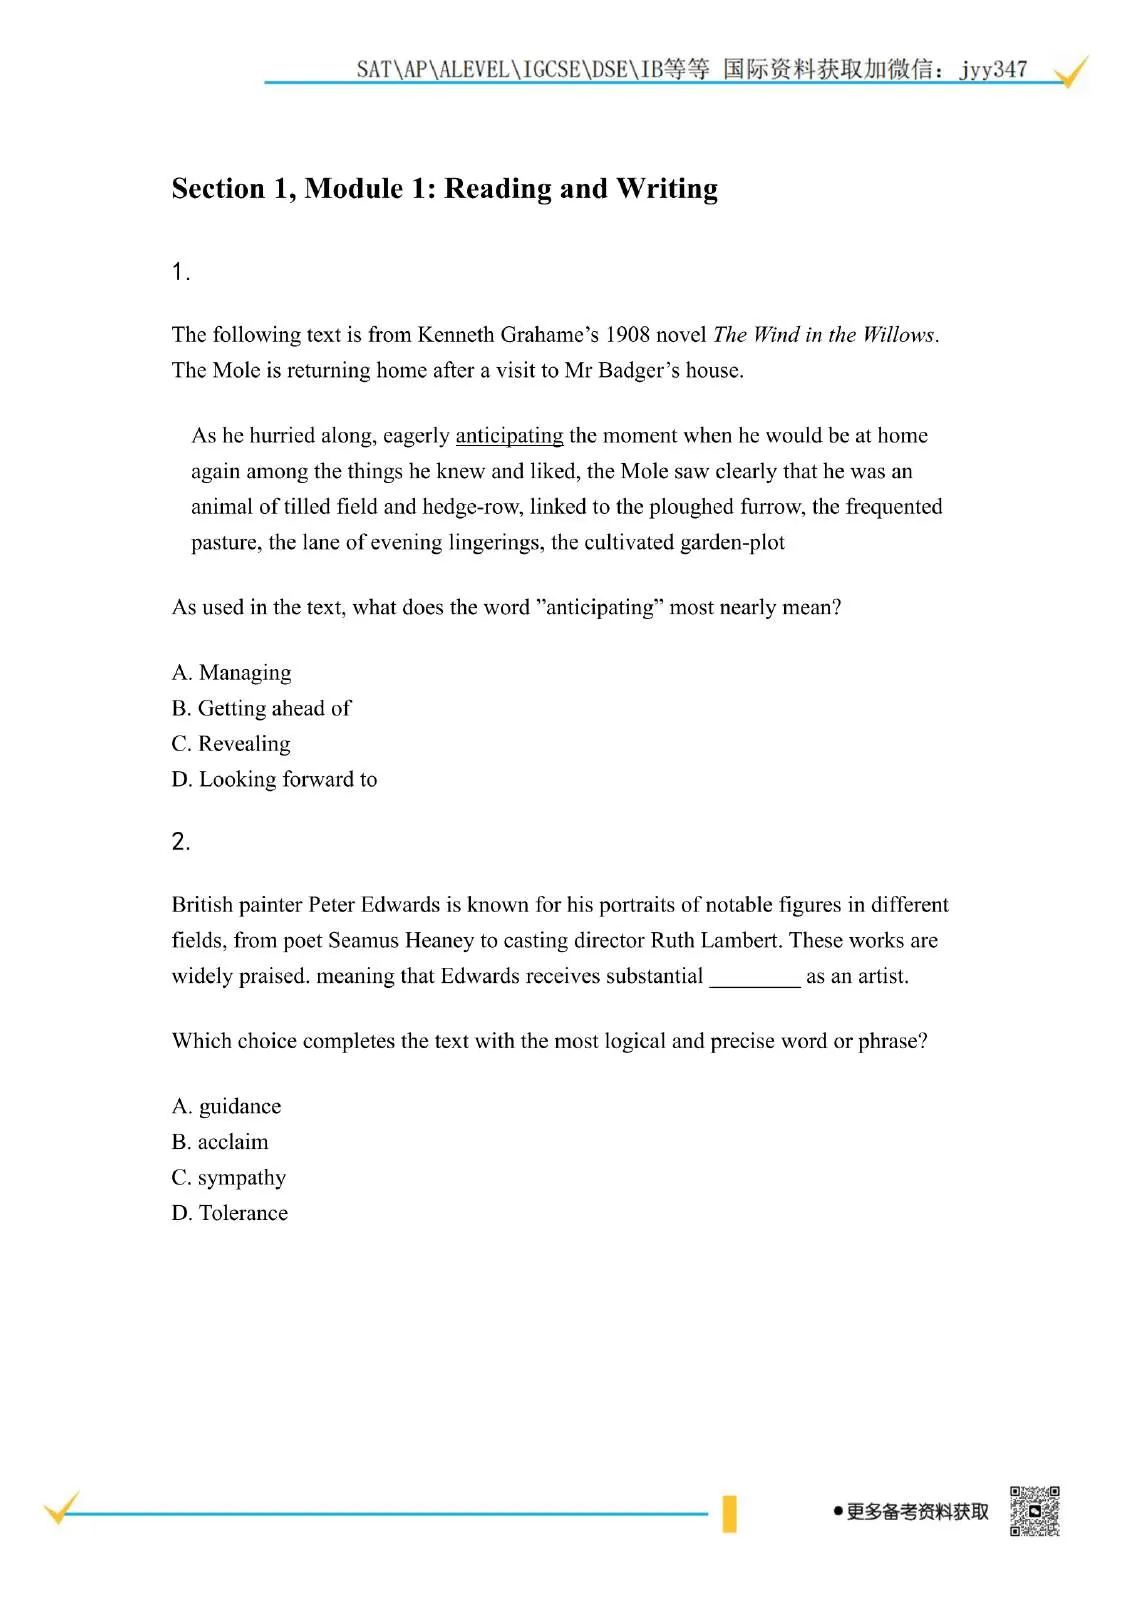 SAT\AP\ALEVEL\IGCSE\DSE\IB等等 国际资料获取加微信：jyy347
Section 1, Module 1: Reading and Writing
1.
The following text is from Kenneth Grahame’s 1908 novel The Wind in the Willows.
The Mole is returning home after a visit to Mr Badger’s house.
As he hurried along, eagerly anticipating the moment when he would be at home
again among the things he knew and liked, the Mole saw clearly that he was an
animal of tilled field and hedge-row, linked to the ploughed furrow, the frequented
pasture, the lane of evening lingerings, the cultivated garden-plot
As used in the text, what does the word ”anticipating” most nearly mean?
A. Managing
B. Getting ahead of
C. Revealing
D. Looking forward to
2.
British painter Peter Edwards is known for his portraits of notable figures in different
fields, from poet Seamus Heaney to casting director Ruth Lambert. These works are
widely praised. meaning that Edwards receives substantial ________ as an artist.
Which choice completes the text with the most logical and precise word or phrase?
A. guidance
B. acclaim
C. sympathy
D. Tolerance
●更多备考资料获取